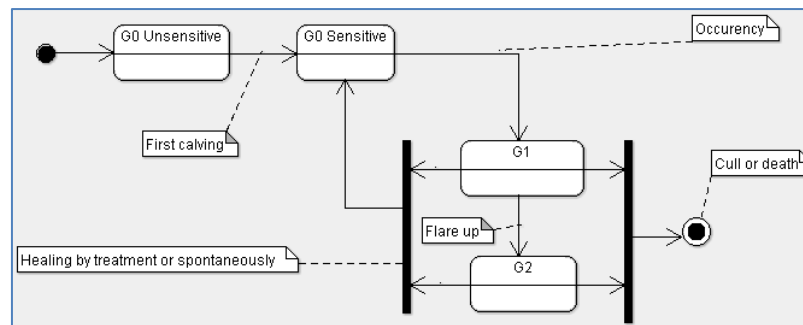 G0 Unsensitive
G0 Sensitive
Occurency
First calving
G1
Cull or death
Flare up
Healing by treatment or spontaneously
G2